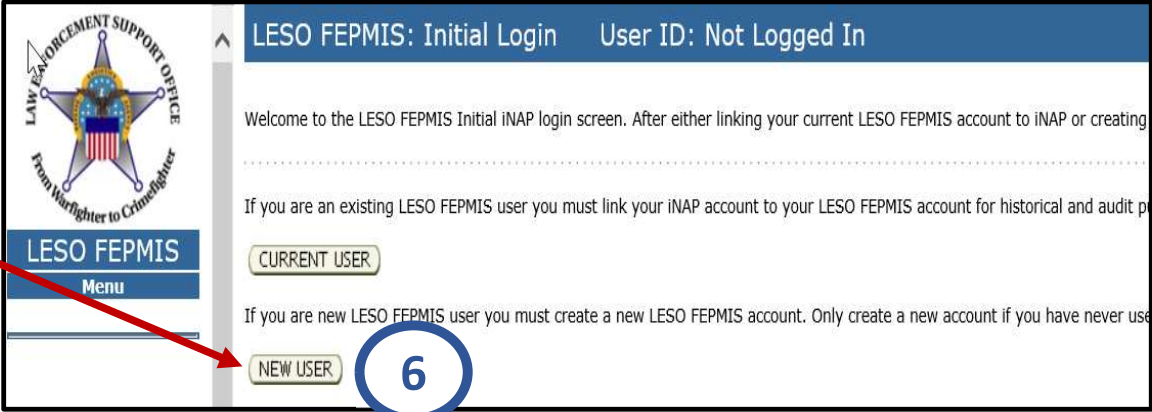 LAW ENFORCEMENT SUPPORT OFFICE
From Warfighter to Crimefighter
LESO FEPMIS
Menu
LESO FEPMIS: Initial Login User ID: Not Logged In
Welcome to the LESO FEPMIS Initial iNAP login screen. After either linking your current LESO FEPMIS account to iNAP or creating
If you are an existing LESO FEPMIS user you must link your iNAP account to your LESO FEPMIS account for historical and audit
CURRENT USER
If you are new LESO FEPMIS user you must create a new LESO FEPMIS account. Only create a new account if you have never use
NEW USER
6